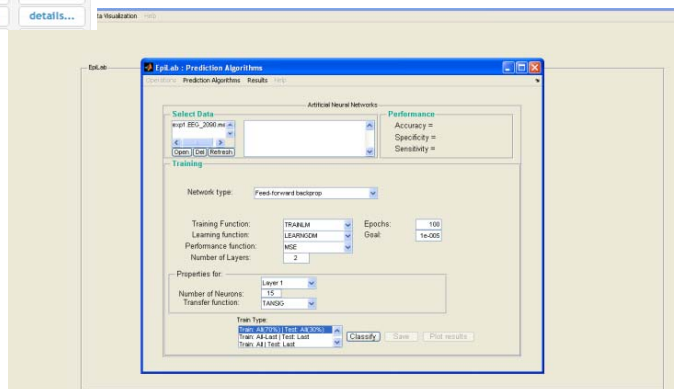 details...
ta Visualization Help
EpiLab
EpiLab : Prediction Algorithms
Operations Prediction Algorithms Results Help
Artificial Neural Networks
Select Data
Performance
exp1 EEG_2090.ma
Accuracy =
Specificity =
Open Del Refresh
Sensitivity =
Training
Network type: Feed-forward backprop
Training Function: TRAINLM Epochs: 100
Learning function: LEARNGDM Goal: 1e-005
Performance function: MSE
Number of Layers: 2
Properties for:
Layer 1
Number of Neurons: 15
Transfer function: TANSIG
Train Type:
Train: All(70%) | Test: All(30%)
Train: All-Last | Test: Last
Train: All | Test: Last
Classify Save Plot results